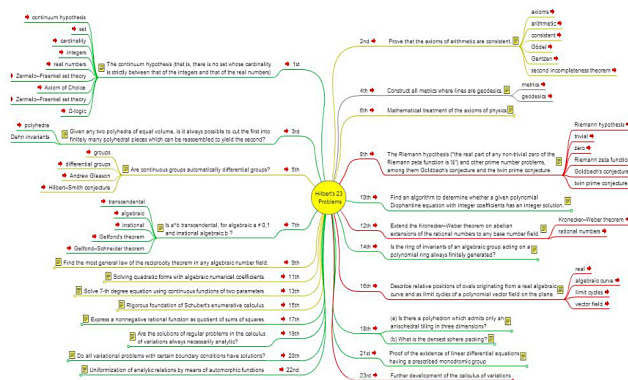 continuum hypothesis
set
cardinality
integers
real numbers
Zermelo-Fraenkel set theory
Axiom of Choice
Zermelo-Fraenkel set theory
Ω-logic
The continuum hypothesis (that is, there is no set whose cardinality
is strictly between that of the integers and that of the real numbers)
1st
polyhedra
Dehn invariants
Given any two polyhedra of equal volume, is it always possible to cut the first into
finitely many polyhedral pieces which can be reassembled to yield the second?
3rd
groups
differential groups
Andrew Gleason
Hilbert-Smith conjecture
Are continuous groups automatically differential groups?
5th
transcendental
algebraic
irrational
Gelfond's theorem
Gelfond-Schneider theorem
Is a^b transcendental, for algebraic a ≠ 0,1
and irrational algebraic b ?
7th
Find the most general law of the reciprocity theorem in any algebraic number field.
9th
Solving quadratic forms with algebraic numerical coefficients.
11th
Solve 7-th degree equation using continuous functions of two parameters.
13th
Rigorous foundation of Schubert's enumerative calculus
15th
Express a nonnegative rational function as quotient of sums of squares
17th
Are the solutions of regular problems in the calculus
of variations always necessarily analytic?
19th
Do all variational problems with certain boundary conditions have solutions?
20th
Uniformization of analytic relations by means of automorphic functions
22nd
Hilbert's 23
Problems
2nd
Prove that the axioms of arithmetic are consistent.
axioms
arithmetic
consistent
Gödel
Gentzen
second incompleteness theorem
4th
Construct all metrics where lines are geodesics.
metrics
geodesics
6th
Mathematical treatment of the axioms of physics
8th
The Riemann hypothesis ("the real part of any non-trivial zero of the
Riemann zeta function is ½") and other prime number problems,
among them Goldbach's conjecture and the twin prime conjecture
Riemann hypothesis
trivial
zero
Riemann zeta function
Goldbach's conjecture
twin prime conjecture
10th
Find an algorithm to determine whether a given polynomial
Diophantine equation with integer coefficients has an integer solution.
12th
Extend the Kronecker-Weber theorem on abelian
extensions of the rational numbers to any base number field.
Kronecker-Weber theorem
rational numbers
14th
Is the ring of invariants of an algebraic group acting on a
polynomial ring always finitely generated?
16th
Describe relative positions of ovals originating from a real algebraic
curve and as limit cycles of a polynomial vector field on the plane.
real
algebraic curve
limit cycles
vector field
18th
(a) Is there a polyhedron which admits only an
anisohedral tiling in three dimensions?
(b) What is the densest sphere packing?
21st
Proof of the existence of linear differential equations
having a prescribed monodromic group
23rd
Further development of the calculus of variations